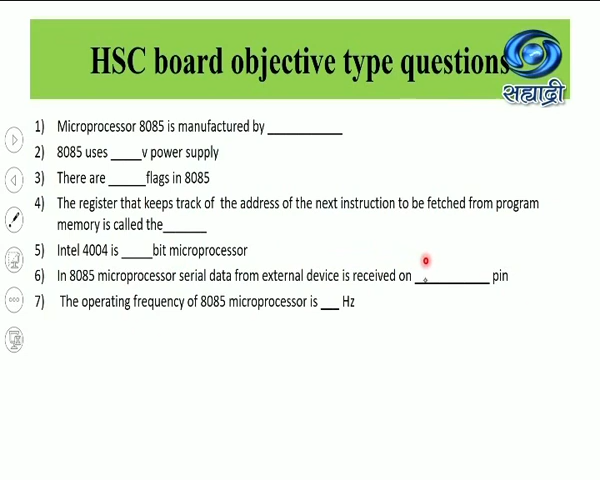 HSC board objective type questions
सह्याद्री
1) Microprocessor 8085 is manufactured by ____________
2) 8085 uses _____v power supply
3) There are ______flags in 8085
4) The register that keeps track of the address of the next instruction to be fetched from program
memory is called the_______
5) Intel 4004 is _____bit microprocessor
6) In 8085 microprocessor serial data from external device is received on ____________ pin
7) The operating frequency of 8085 microprocessor is ___ Hz